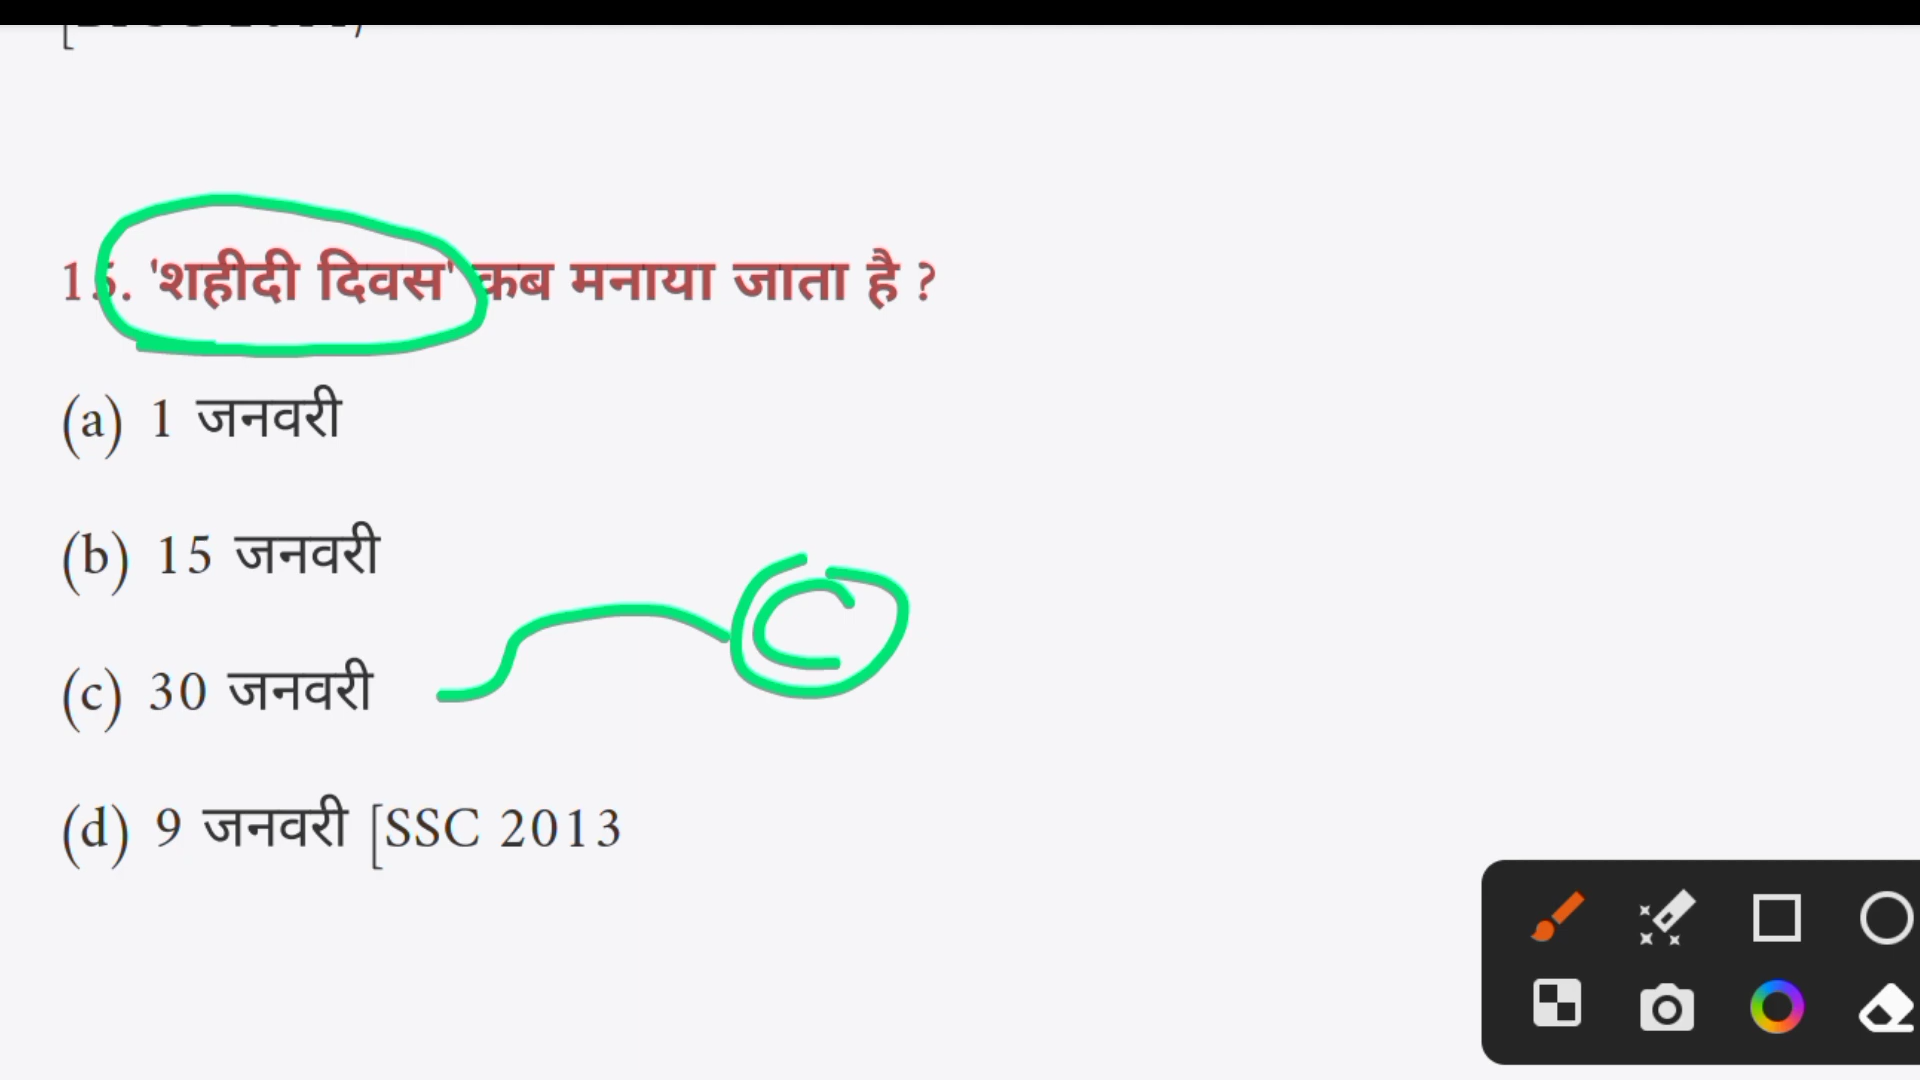 15. 'शहीदी दिवस' कब मनाया जाता है ?
(a) 1 जनवरी
(b) 15 जनवरी
C
(c) 30 जनवरी
(d) 9 जनवरी [SSC 2013